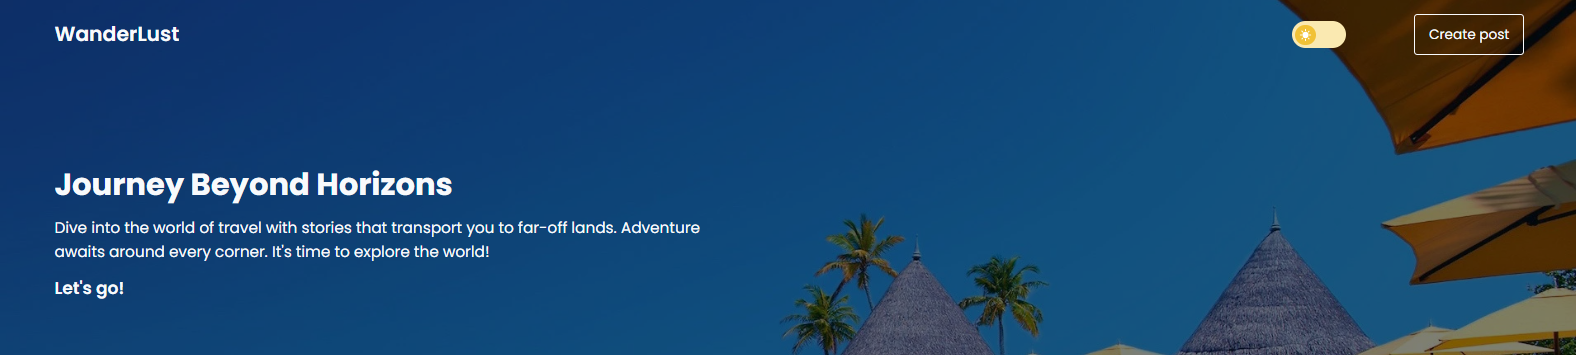 WanderLust
Create post
Journey Beyond Horizons
Dive into the world of travel with stories that transport you to far-off lands. Adventure
awaits around every corner. It's time to explore the world!
Let's go!